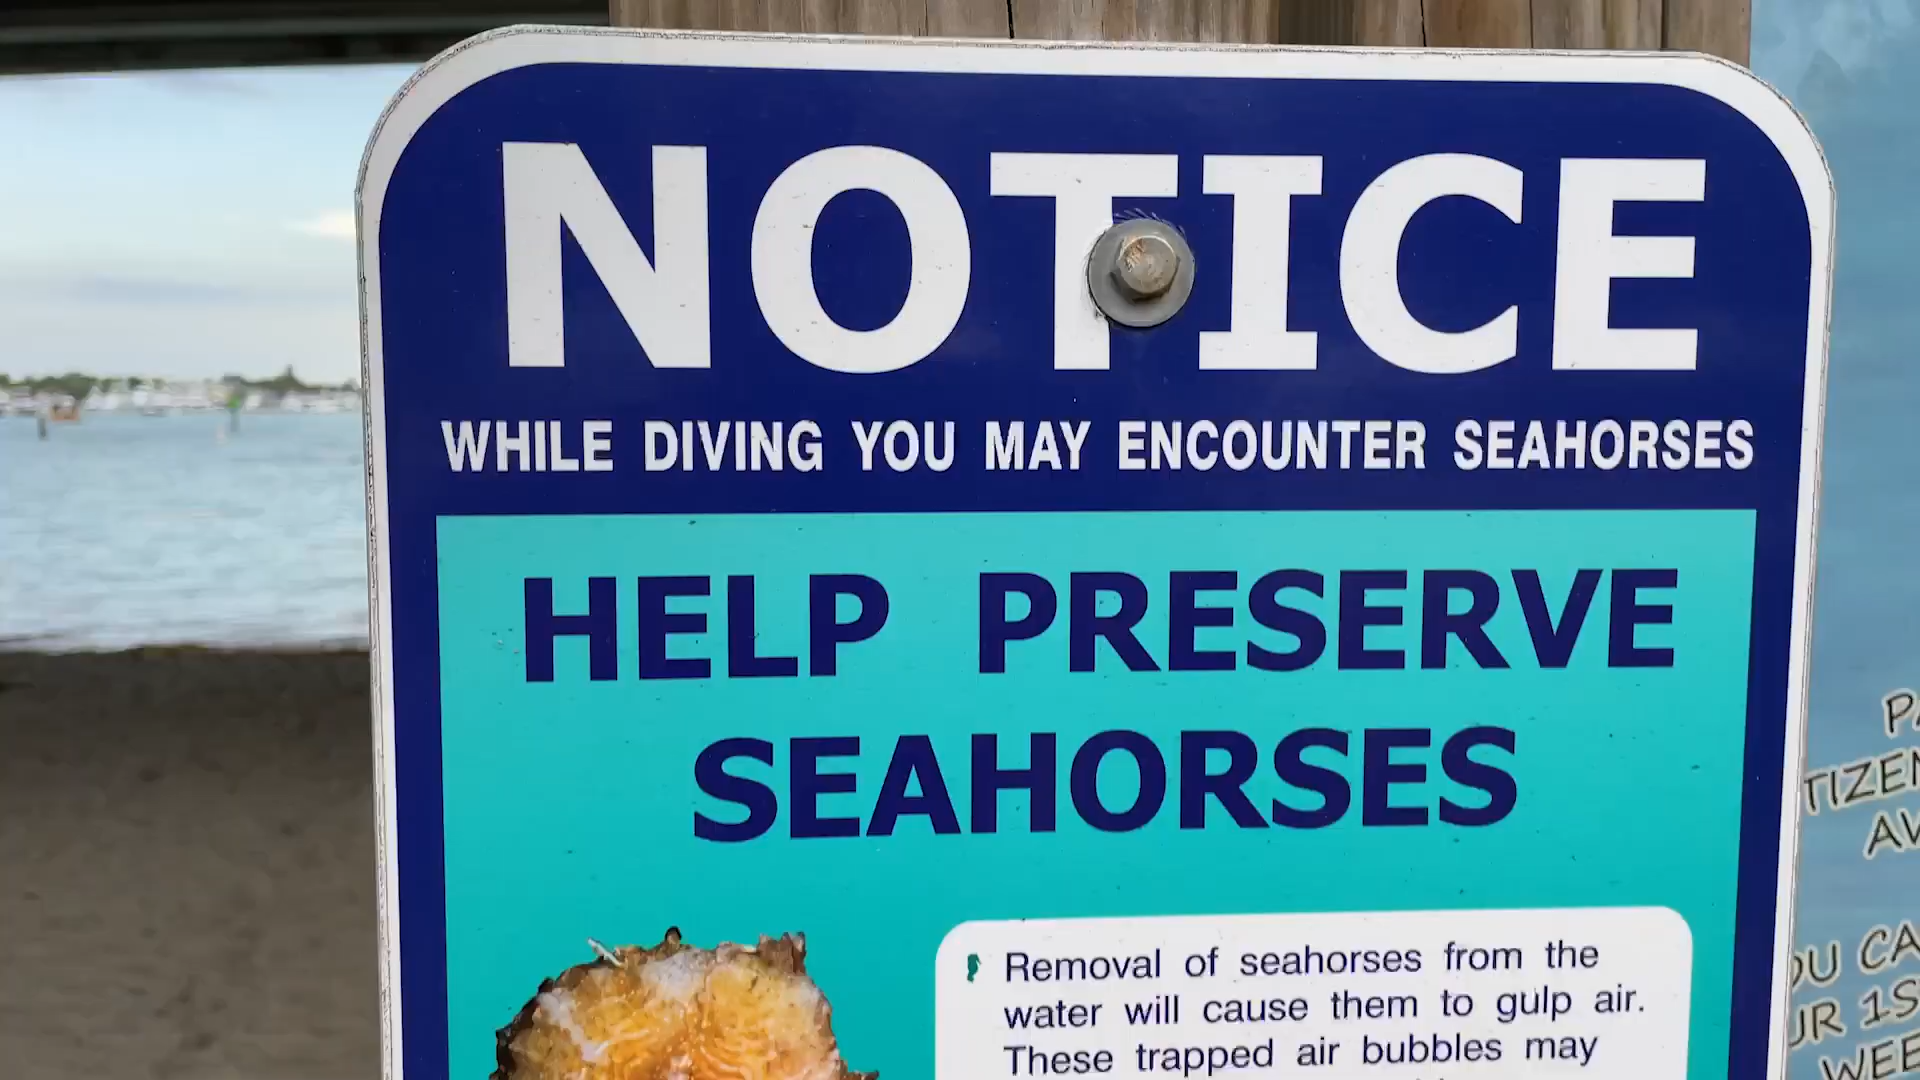 NOTICE
WHILE DIVING YOU MAY ENCOUNTER SEAHORSES
HELP PRESERVE
SEAHORSES
Removal of seahorses from the
water will cause them to gulp air.
These trapped air bubbles may